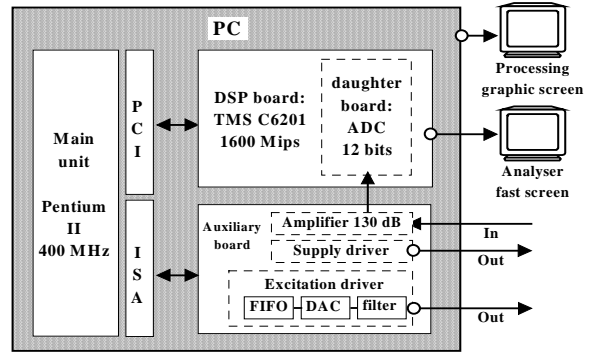 PC
Main
unit
Pentium
II
400 MHz
P
C
I
I
S
A
DSP board:
TMS C6201
1600 Mips
daughter
board:
ADC
12 bits
Auxiliary
board
Amplifier 130 dB
Supply driver
Excitation driver
FIFO
DAC
filter
Processing
graphic screen
Analyser
fast screen
In
Out
Out